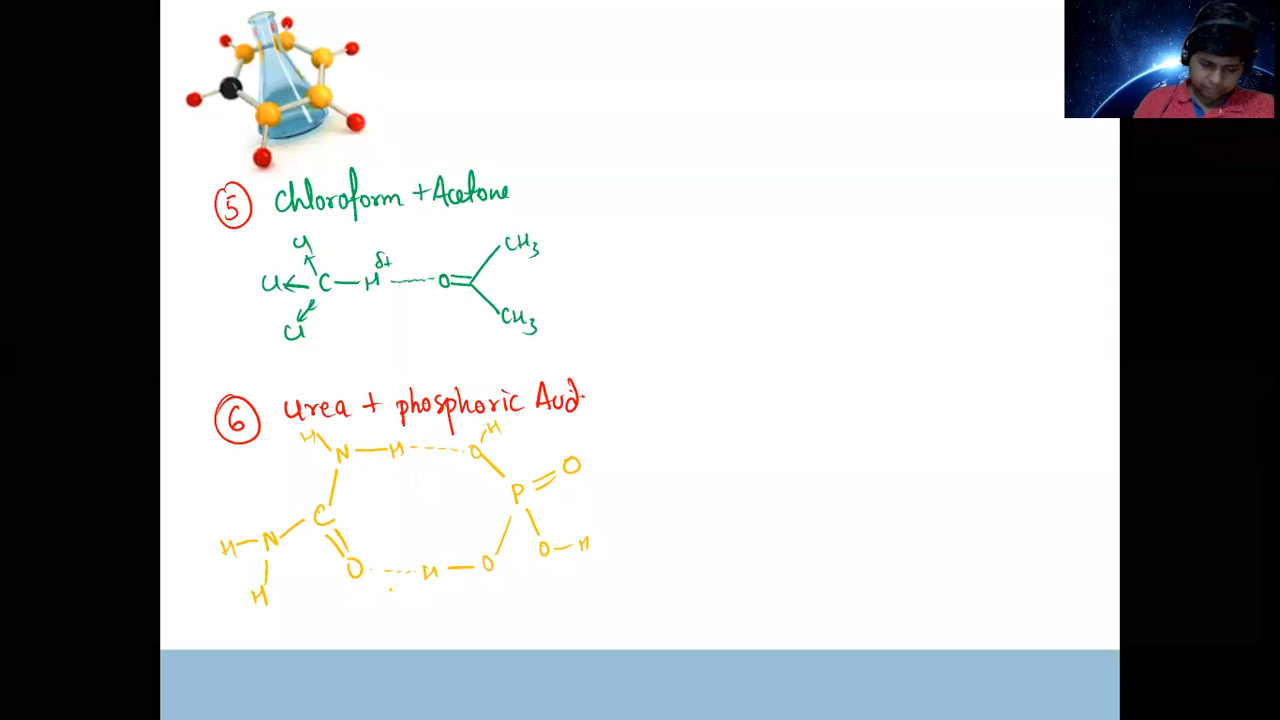 5 Chloroform + Acetone
Cl
δ+
CH3
Cl C — H ----- O =
CH3
Cl
6 urea + phosphoric Acid
H
H
N — H ----- O
O
P
C
H — N
O — H
O ----- H — O
H